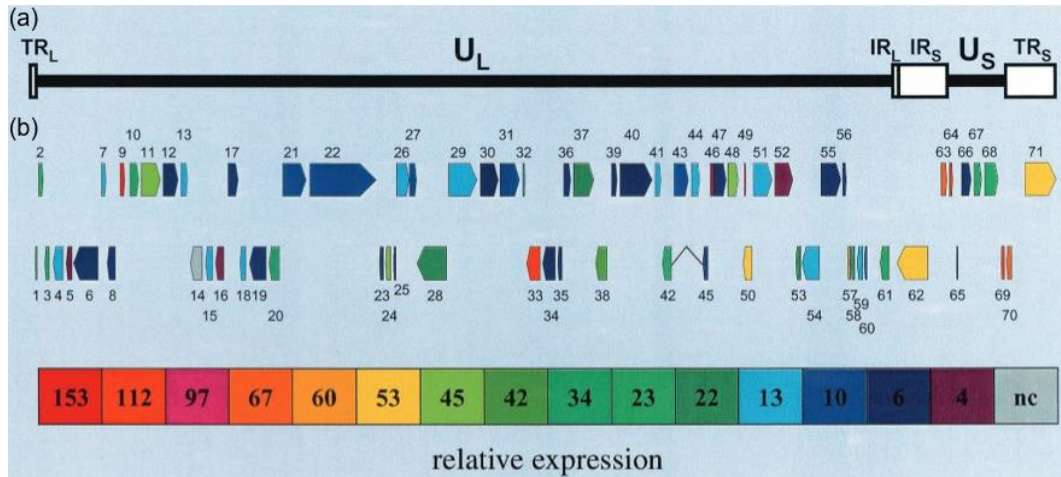 (a)
TRL UL IRL IRS US TRS
(b)
10 13 27 31 37 40 44 47 49 56 64 67
2 7 9 11 12 17 21 22 26 29 30 32 36 39 41 43 46 48 51 52 55 63 66 68 71
1 3 4 5 6 8 14 16 18 19 23 25 28 33 35 38 42 45 50 53 57 59 61 62 65 69
15 20 24 34 54 58 60 70
153 112 97 67 60 53 45 42 34 23 22 13 10 6 4 nc
relative expression